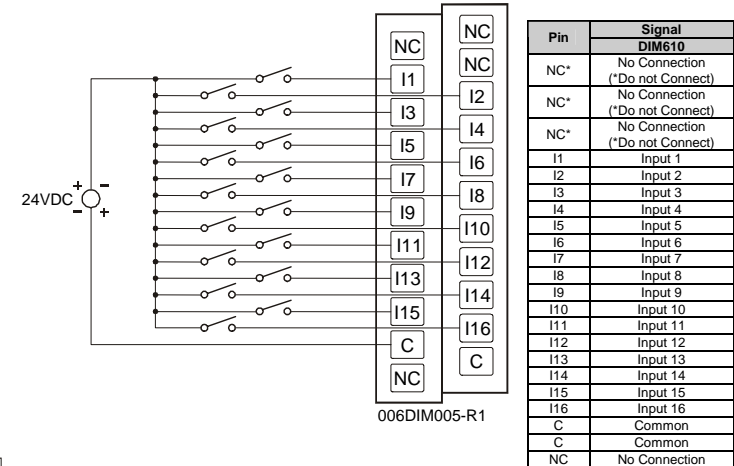 NC
NC
I1
NC
I3
I2
I5
I4
I7
I6
I9
I8
I11
I10
I13
I12
I15
I14
C
I16
NC
C
24VDC
+ −
− +
006DIM005-R1
Pin Signal
DIM610
NC* No Connection
(*Do not Connect)
NC* No Connection
(*Do not Connect)
NC* No Connection
(*Do not Connect)
I1 Input 1
I2 Input 2
I3 Input 3
I4 Input 4
I5 Input 5
I6 Input 6
I7 Input 7
I8 Input 8
I9 Input 9
I10 Input 10
I11 Input 11
I12 Input 12
I13 Input 13
I14 Input 14
I15 Input 15
I16 Input 16
C Common
C Common
NC No Connection